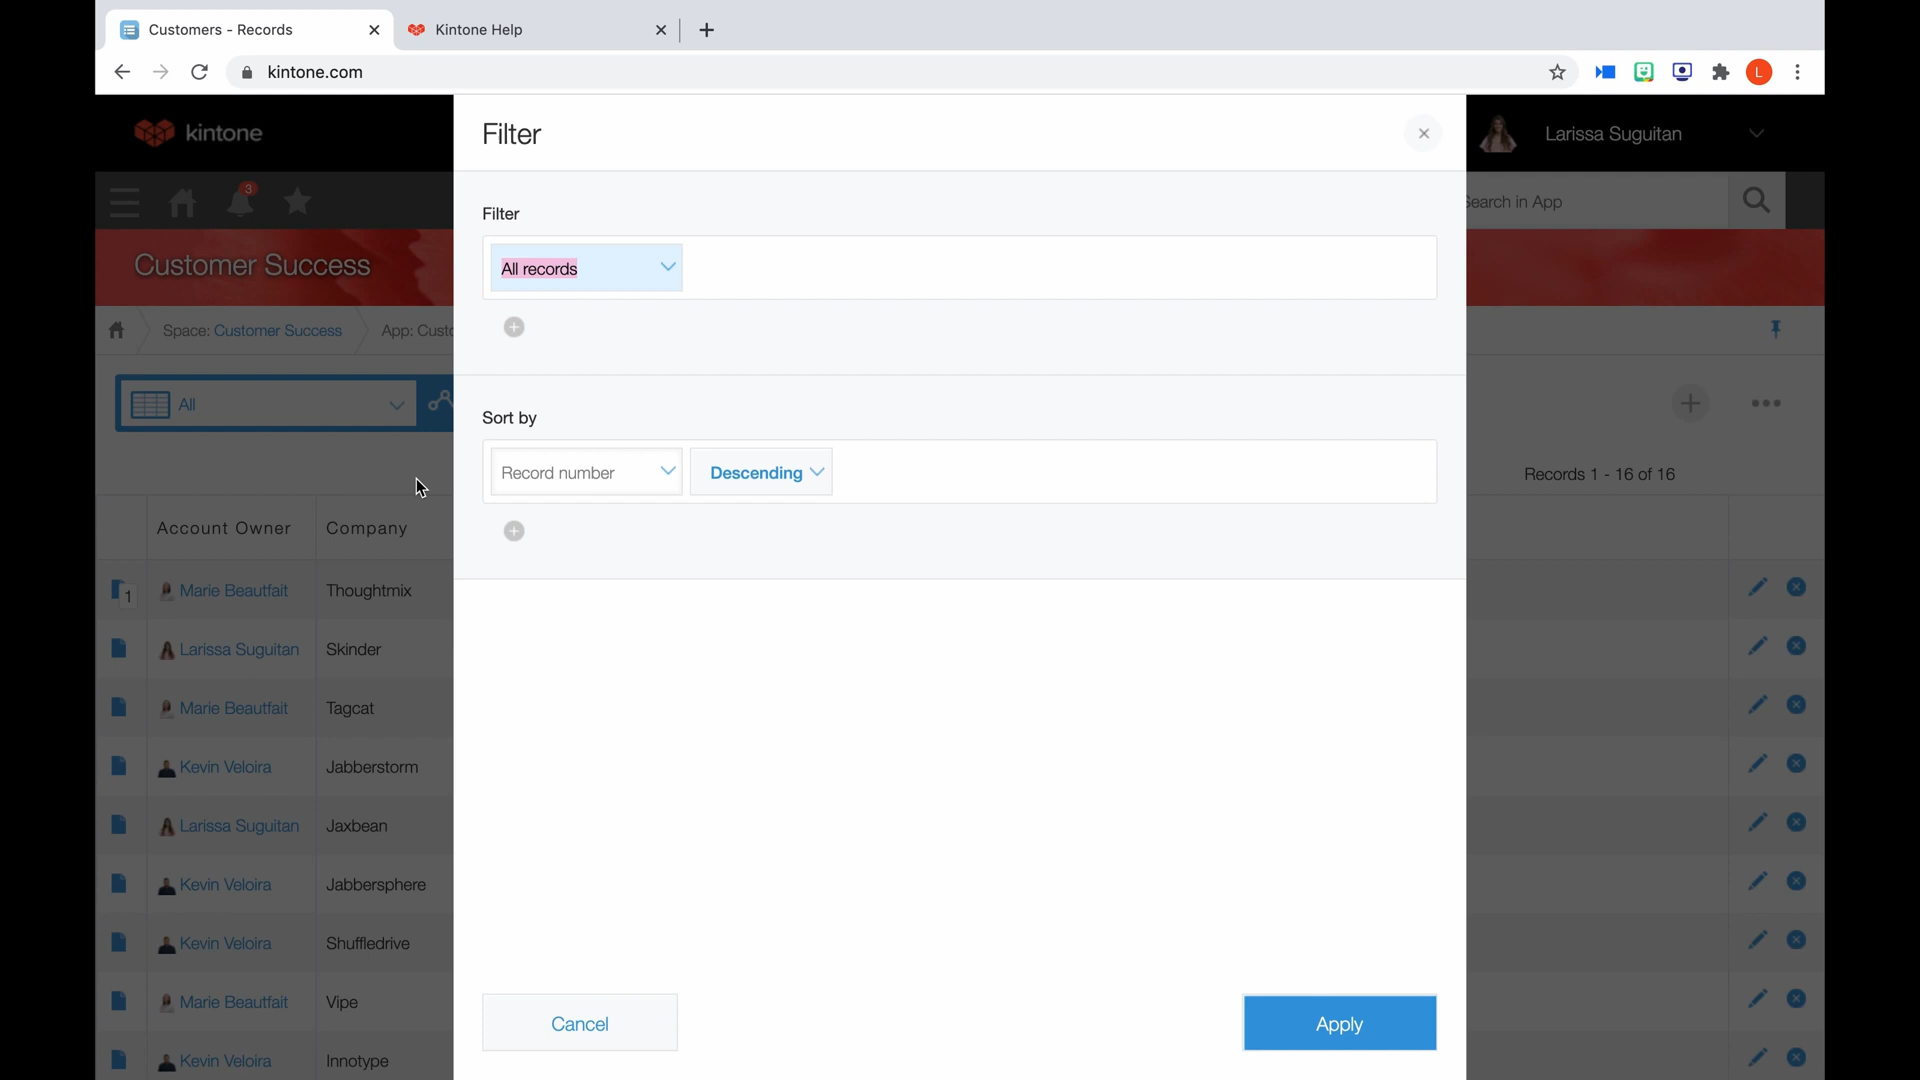 Customers - Records
Kintone Help
kintone.com
L
kintone
Filter
Larissa Suguitan
3
Search in App
Customer Success
Filter
All records
Space: Customer Success
App: Custo
All
Sort by
Record number
Descending
Records 1 - 16 of 16
Account Owner
Company
1
Marie Beautfait
Thoughtmix
Larissa Suguitan
Skinder
Marie Beautfait
Tagcat
Kevin Veloira
Jabberstorm
Larissa Suguitan
Jaxbean
Kevin Veloira
Jabbersphere
Kevin Veloira
Shuffledrive
Marie Beautfait
Vipe
Kevin Veloira
Innotype
Cancel
Apply